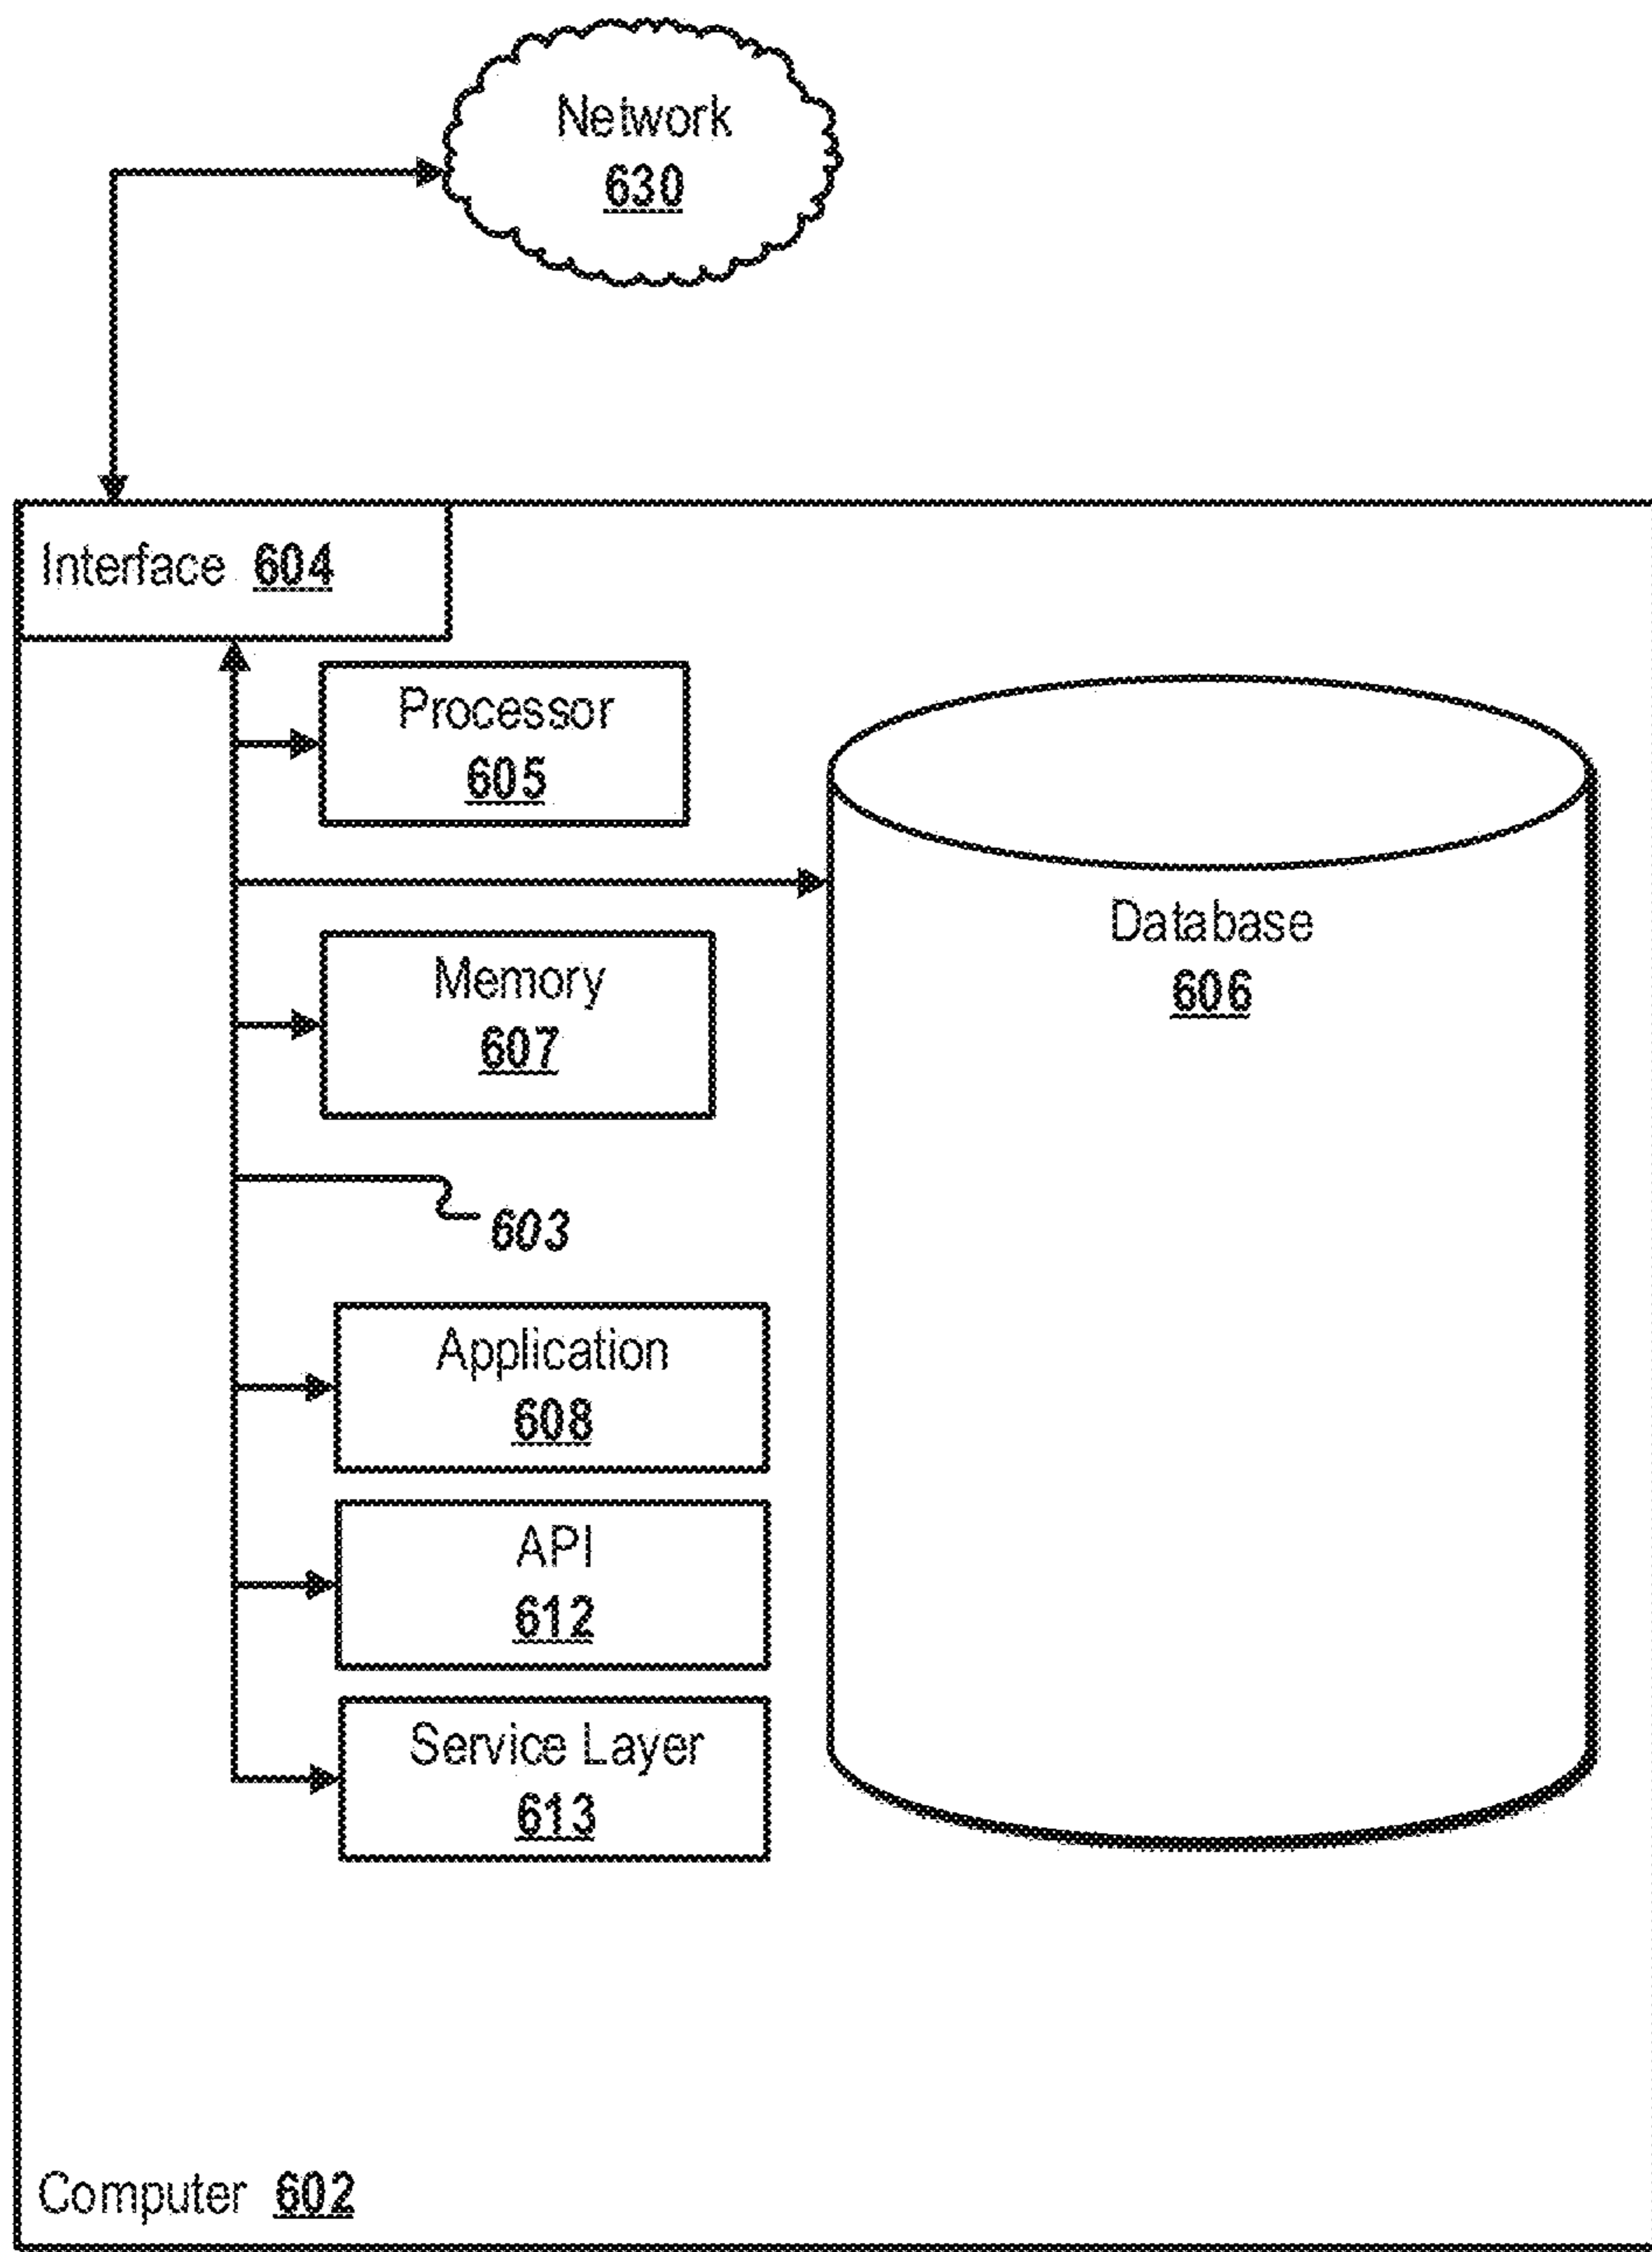 Network
630
Interface 604
Processor
605
Database
606
Memory
607
603
Application
608
API
612
Service Layer
613
Computer 602